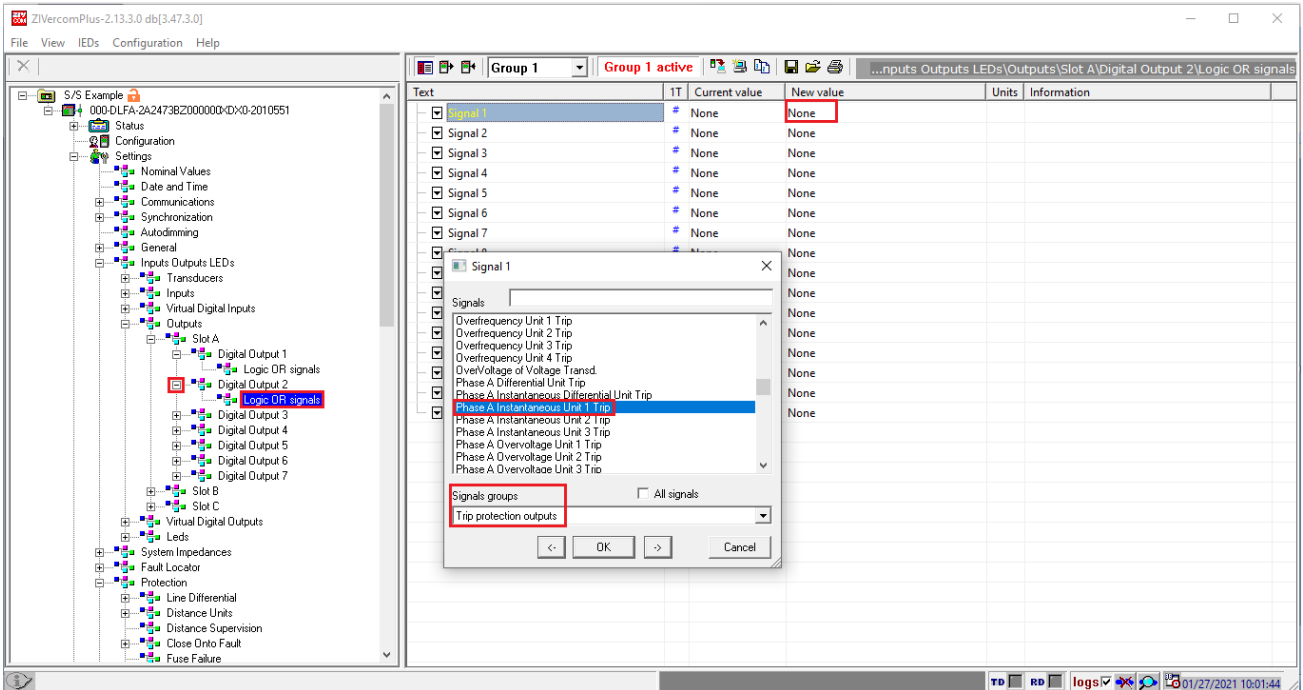 ZIV
COM
ZIVercomPlus-2.13.3.0 db[3.47.3.0]
File View IEDs Configuration Help
Group 1
Group 1 active
...nputs Outputs LEDs\Outputs\Slot A\Digital Output 2\Logic OR signals
S/S Example
000-DLFA-2A2473BZ000000XDX0-2010551
Status
Configuration
Settings
Nominal Values
Date and Time
Communications
Synchronization
Autodimming
General
Inputs Outputs LEDs
Transducers
Inputs
Virtual Digital Inputs
Outputs
Slot A
Digital Output 1
Logic OR signals
Digital Output 2
Logic OR signals
Digital Output 3
Digital Output 4
Digital Output 5
Digital Output 6
Digital Output 7
Slot B
Slot C
Virtual Digital Outputs
Leds
System Impedances
Fault Locator
Protection
Line Differential
Distance Units
Distance Supervision
Close Onto Fault
Fuse Failure
Text 1T Current value New value Units Information
Signal 1 # None None
Signal 2 # None None
Signal 3 # None None
Signal 4 # None None
Signal 5 # None None
Signal 6 # None None
Signal 7 # None None
None
None
None
None
None
None
None
None
Signal 1
Signals
Overfrequency Unit 1 Trip
Overfrequency Unit 2 Trip
Overfrequency Unit 3 Trip
Overfrequency Unit 4 Trip
OverVoltage of Voltage Transd.
Phase A Differential Unit Trip
Phase A Instantaneous Differential Unit Trip
Phase A Instantaneous Unit 1 Trip
Phase A Instantaneous Unit 2 Trip
Phase A Instantaneous Unit 3 Trip
Phase A Overvoltage Unit 1 Trip
Phase A Overvoltage Unit 2 Trip
Phase A Overvoltage Unit 3 Trip
Signals groups
All signals
Trip protection outputs
<- OK -> Cancel
TD RD logs 01/27/2021 10:01:44